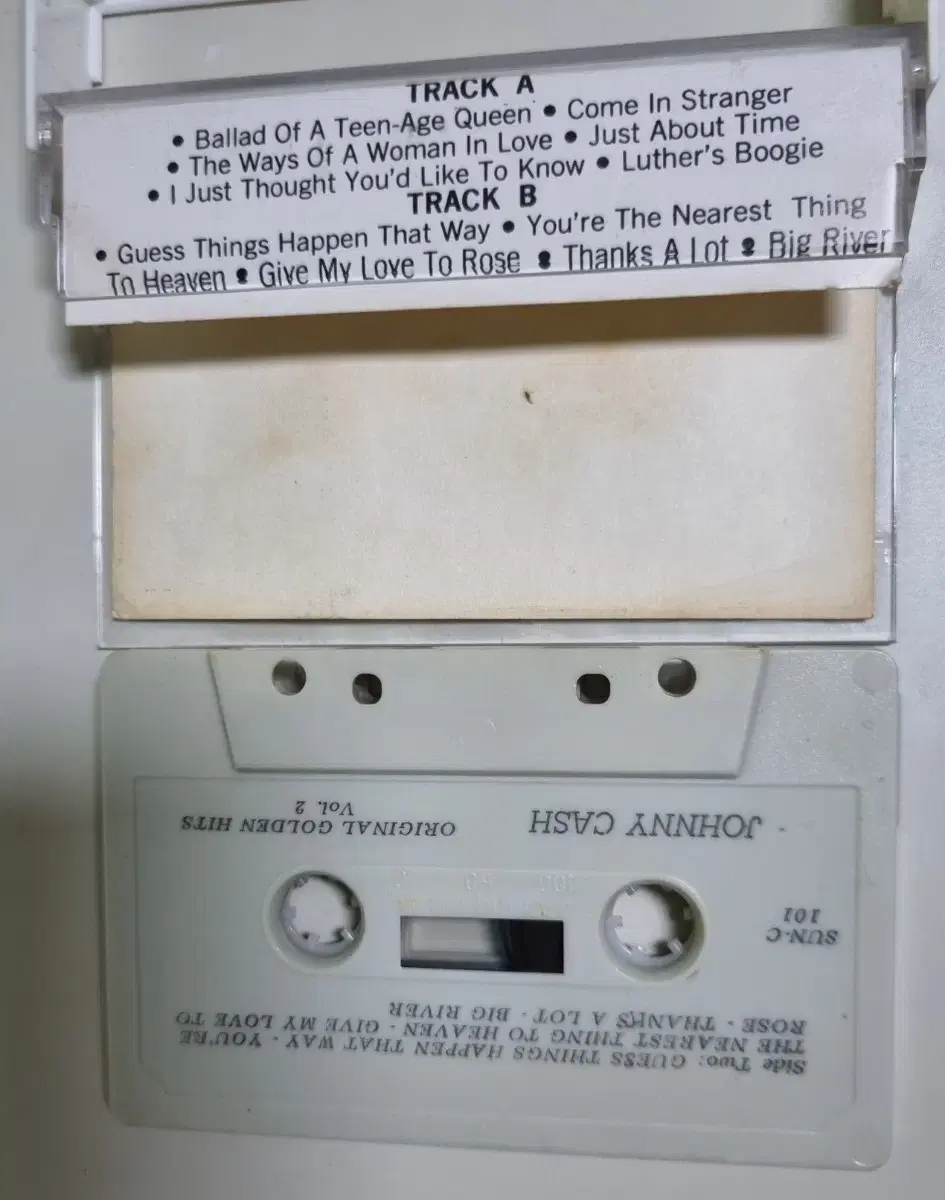 TRACK A
• Ballad Of A Teen-Age Queen • Come In Stranger
• The Ways Of A Woman In Love • Just About Time
• I Just Thought You'd Like To Know • Luther's Boogie
TRACK B
• Guess Things Happen That Way • You're The Nearest Thing
To Heaven • Give My Love To Rose • Thanks A Lot • Big River
Side Two: GUESS THINGS HAPPEN THAT WAY · YOU'RE
THE NEAREST THING TO HEAVEN · GIVE MY LOVE TO
ROSE · THANKS A LOT · BIG RIVER
SUN-C
101
JOHNNY CASH
ORIGINAL GOLDEN HITS
Vol. 2